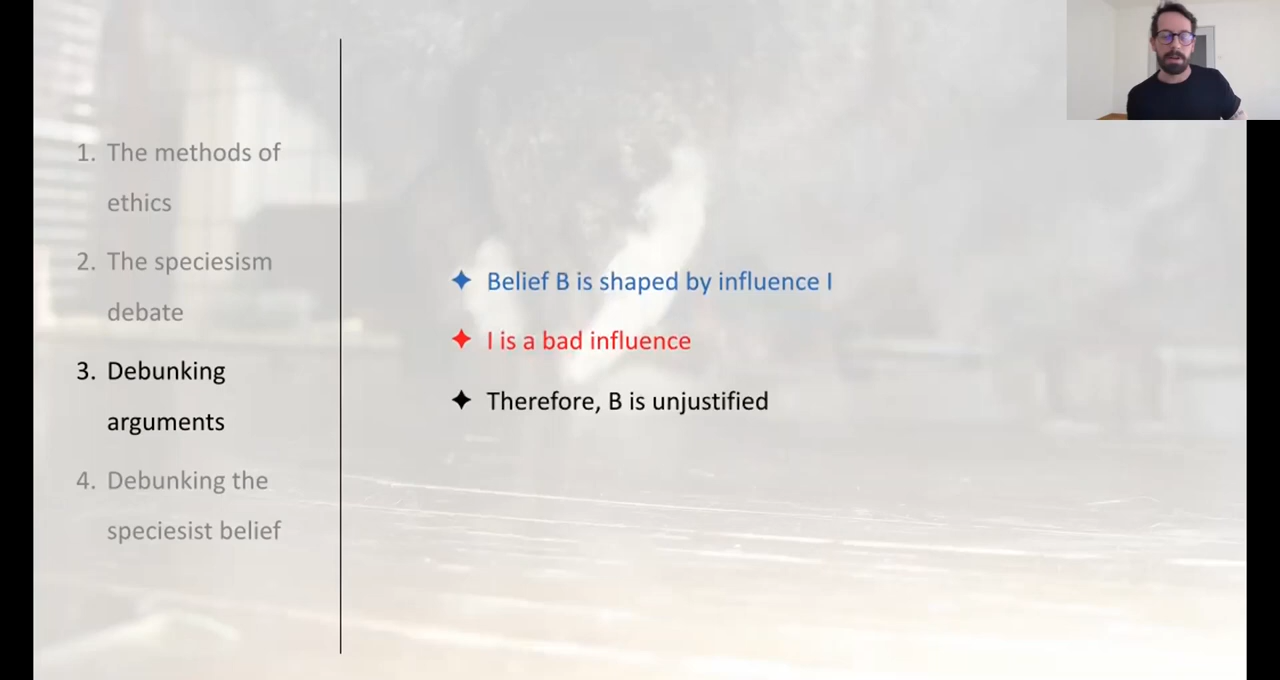 1. The methods of
ethics
2. The speciesism
debate
3. Debunking
arguments
4. Debunking the
speciesist belief
Belief B is shaped by influence I
I is a bad influence
Therefore, B is unjustified